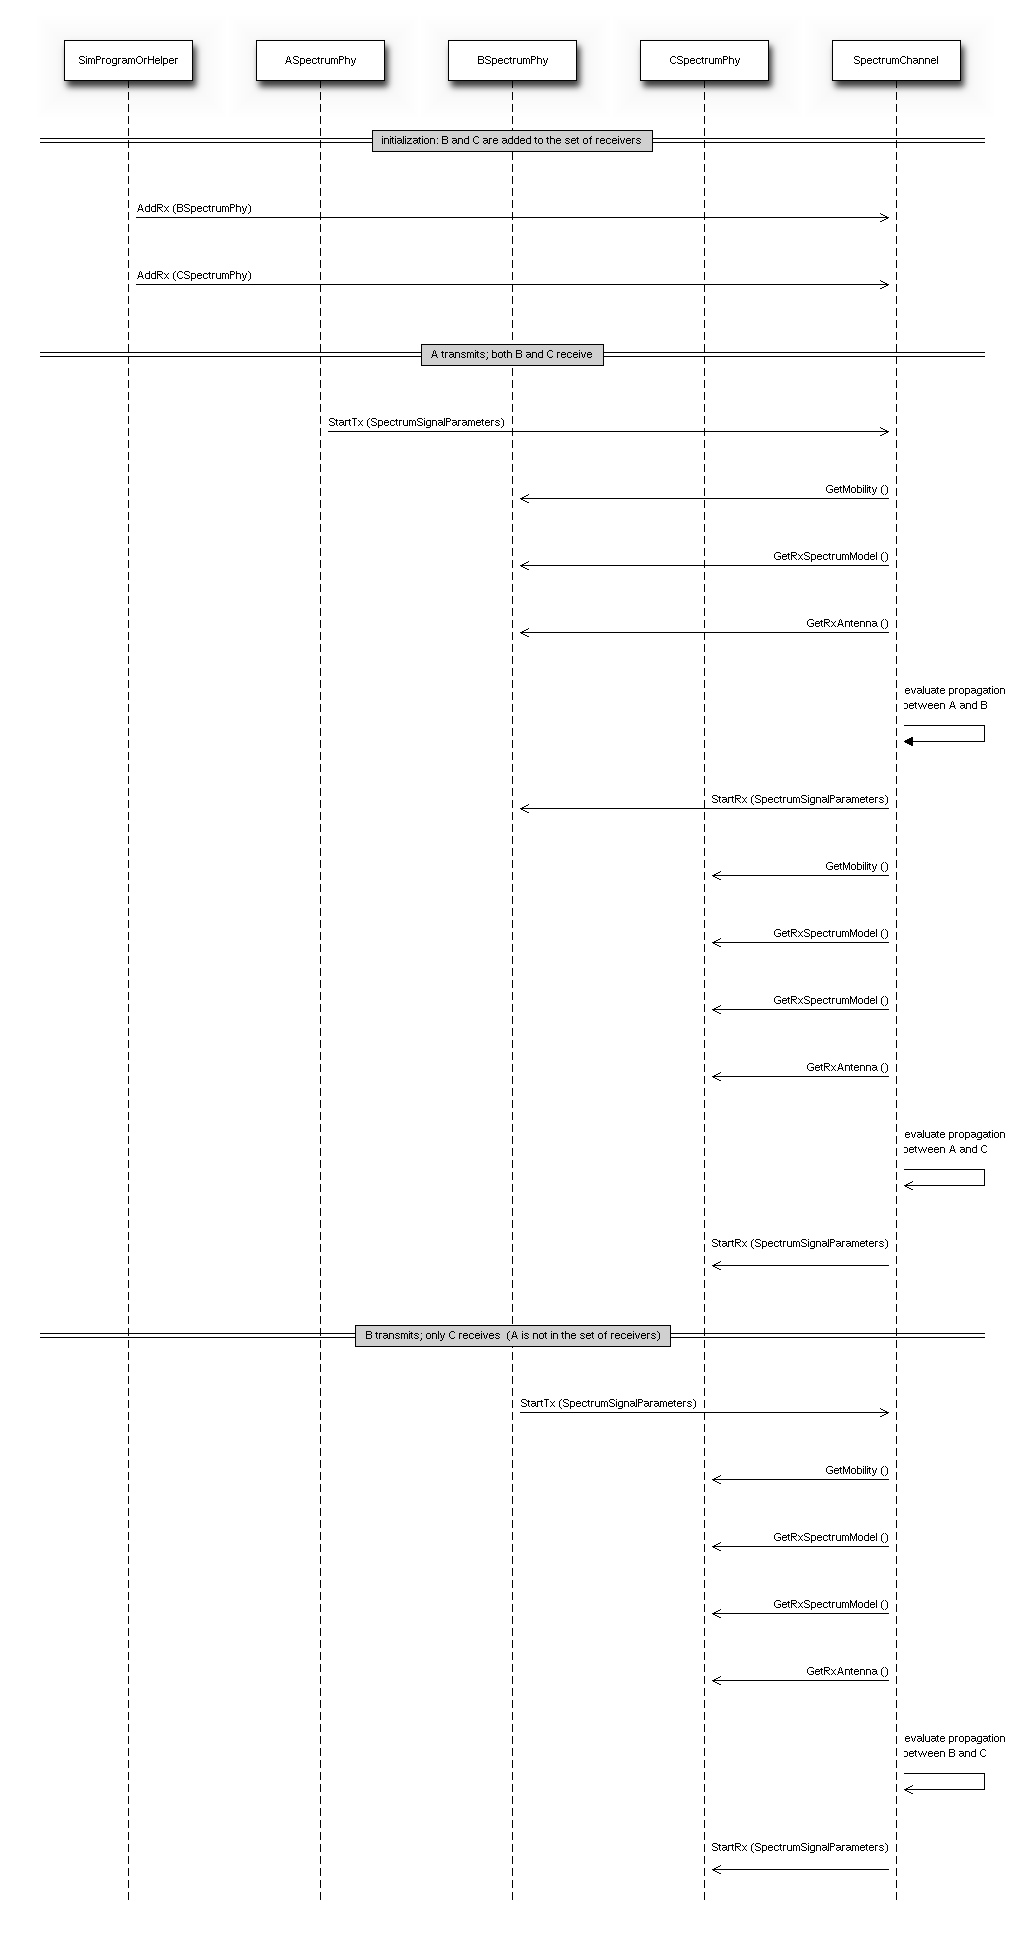 SimProgramOrHelper
ASpectrumPhy
BSpectrumPhy
CSpectrumPhy
SpectrumChannel
initialization: B and C are added to the set of receivers
AddRx (BSpectrumPhy)
AddRx (CSpectrumPhy)
A transmits; both B and C receive
StartTx (SpectrumSignalParameters)
GetMobility ()
GetRxSpectrumModel ()
GetRxAntenna ()
evaluate propagation
between A and B
StartRx (SpectrumSignalParameters)
GetMobility ()
GetRxSpectrumModel ()
GetRxSpectrumModel ()
GetRxAntenna ()
evaluate propagation
between A and C
StartRx (SpectrumSignalParameters)
B transmits; only C receives (A is not in the set of receivers)
StartTx (SpectrumSignalParameters)
GetMobility ()
GetRxSpectrumModel ()
GetRxSpectrumModel ()
GetRxAntenna ()
evaluate propagation
between B and C
StartRx (SpectrumSignalParameters)